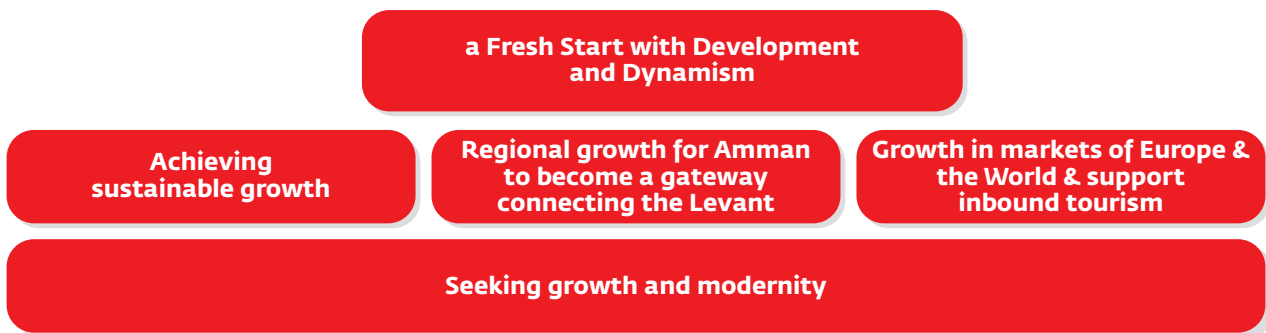 a Fresh Start with Development
and Dynamism
Achieving
sustainable growth
Regional growth for Amman
to become a gateway
connecting the Levant
Growth in markets of Europe &
the World & support
inbound tourism
Seeking growth and modernity